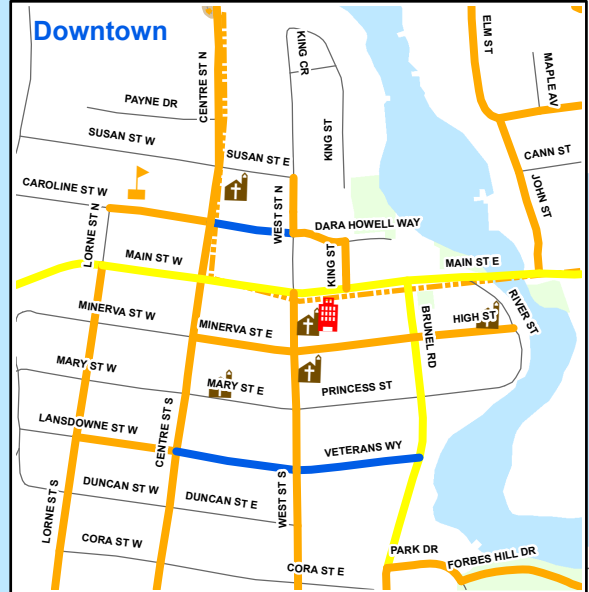 Downtown
KING CR
ELM ST
MAPLE AV
PAYNE DR
CENTRE ST N
KING ST
SUSAN ST W
SUSAN ST E
CANN ST
JOHN ST
CAROLINE ST W
WEST ST N
DARA HOWELL WAY
LORNE ST N
KING ST
MAIN ST W
MAIN ST E
MINERVA ST W
MINERVA ST E
BRUNEL RD
HIGH ST
RIVER ST
MARY ST W
MARY ST E
PRINCESS ST
LANSDOWNE ST W
CENTRE ST S
VETERANS WY
DUNCAN ST W
DUNCAN ST E
WEST ST S
LORNE ST S
CORA ST W
CORA ST E
PARK DR
FORBES HILL DR